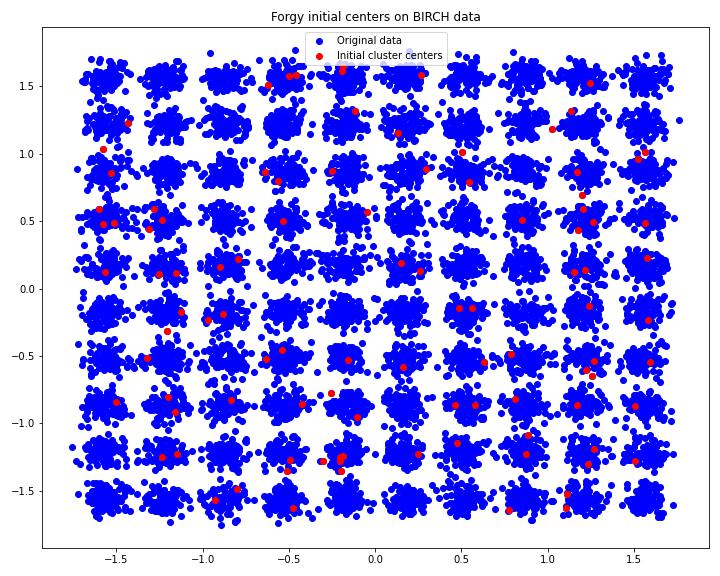 Forgy initial centers on BIRCH data
Original data
Initial cluster centers
1.5
1.0
0.5
0.0
−0.5
−1.0
−1.5
−1.5 −1.0 −0.5 0.0 0.5 1.0 1.5